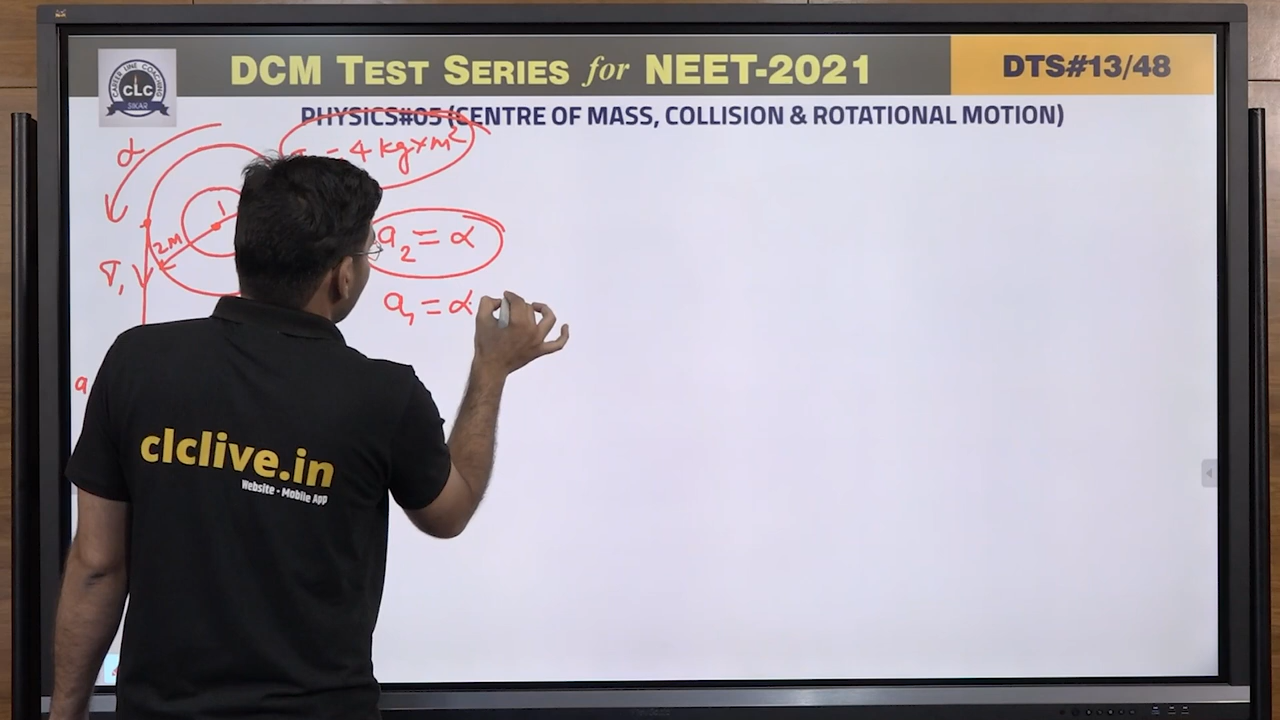 DCM TEST SERIES for NEET-2021
DTS#13/48
CAREER LINE COACHING
CLC
SIKAR
PHYSICS#05 (CENTRE OF MASS, COLLISION & ROTATIONAL MOTION)
α
= 4 kg×m²
1
2M
a₂ = α
T₁
a₁ = α
a
clclive.in
Website - Mobile App